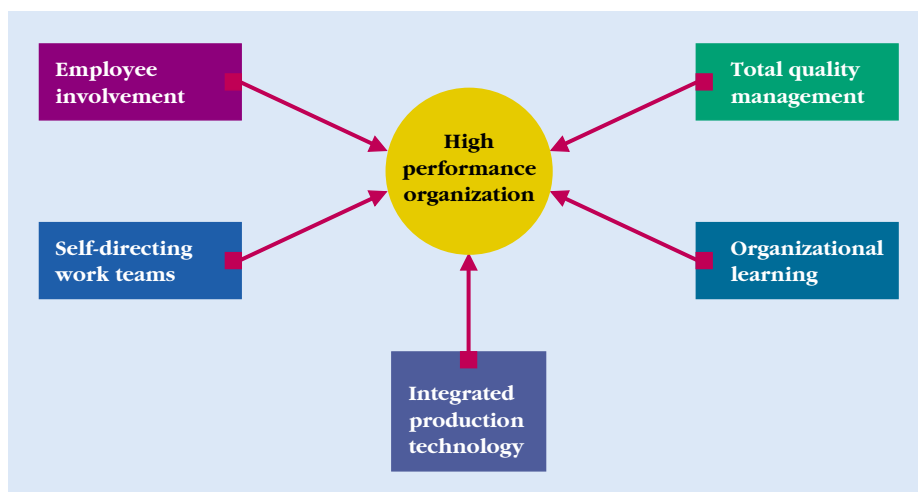 Employee
involvement
Total quality
management
High
performance
organization
Self-directing
work teams
Organizational
learning
Integrated
production
technology